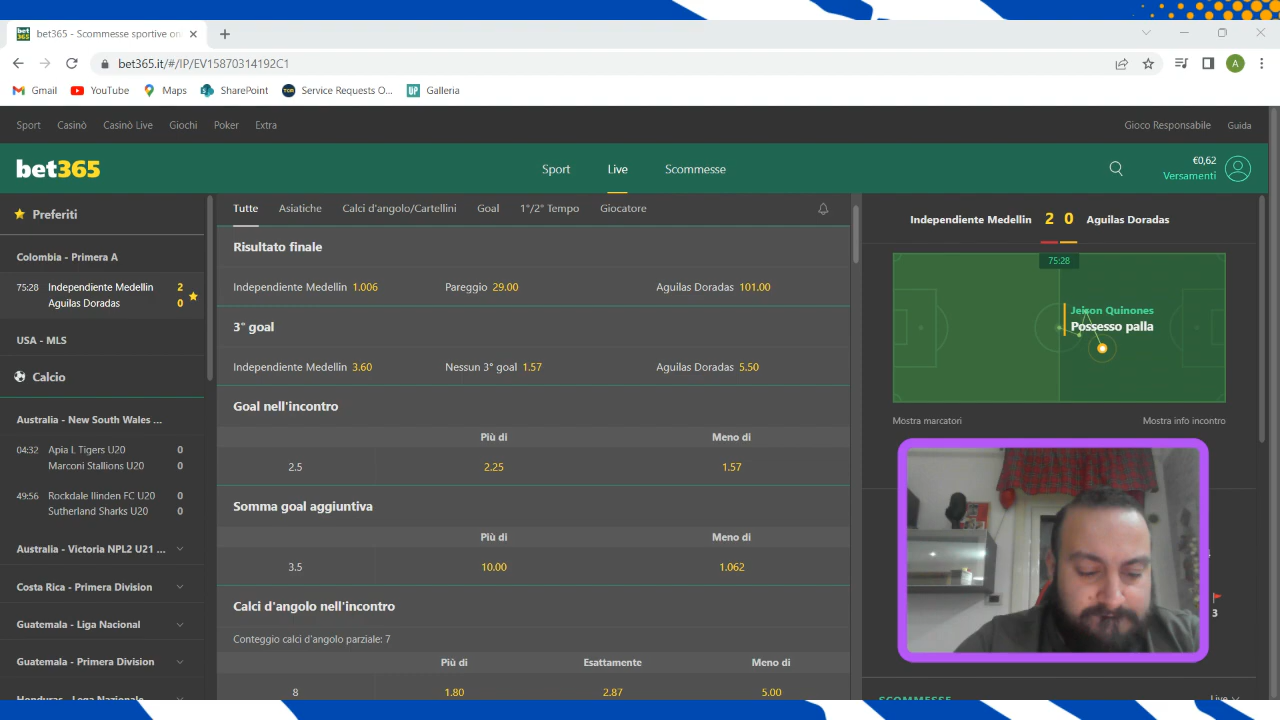 bet365 - Scommesse sportive on
bet365.it/#/IP/EV15870314192C1
A
Gmail YouTube Maps SharePoint Service Requests O... Galleria
Sport Casinò Casinò Live Giochi Poker Extra Gioco Responsabile Guida
bet365 Sport Live Scommesse €0,62
Versamenti
Preferiti
Colombia - Primera A
75:28 Independiente Medellin 2
Aguilas Doradas 0
USA - MLS
Calcio
Australia - New South Wales ...
04:32 Apia L Tigers U20 0
Marconi Stallions U20 0
49:56 Rockdale Ilinden FC U20 0
Sutherland Sharks U20 0
Australia - Victoria NPL2 U21 ...
Costa Rica - Primera Division
Guatemala - Liga Nacional
Guatemala - Primera Division
Honduras - Lega Nazionale
Tutte Asiatiche Calci d'angolo/Cartellini Goal 1°/2° Tempo Giocatore
Risultato finale
Independiente Medellin 1.006 Pareggio 29.00 Aguilas Doradas 101.00
3° goal
Independiente Medellin 3.60 Nessun 3° goal 1.57 Aguilas Doradas 5.50
Goal nell'incontro
Più di Meno di
2.5 2.25 1.57
Somma goal aggiuntiva
Più di Meno di
3.5 10.00 1.062
Calci d'angolo nell'incontro
Conteggio calci d'angolo parziale: 7
Più di Esattamente Meno di
8 1.80 2.87 5.00
Independiente Medellin 2 0 Aguilas Doradas
75:28
Jeison Quinones
Possesso palla
Mostra marcatori Mostra info incontro
3
SCOMMESSE Live